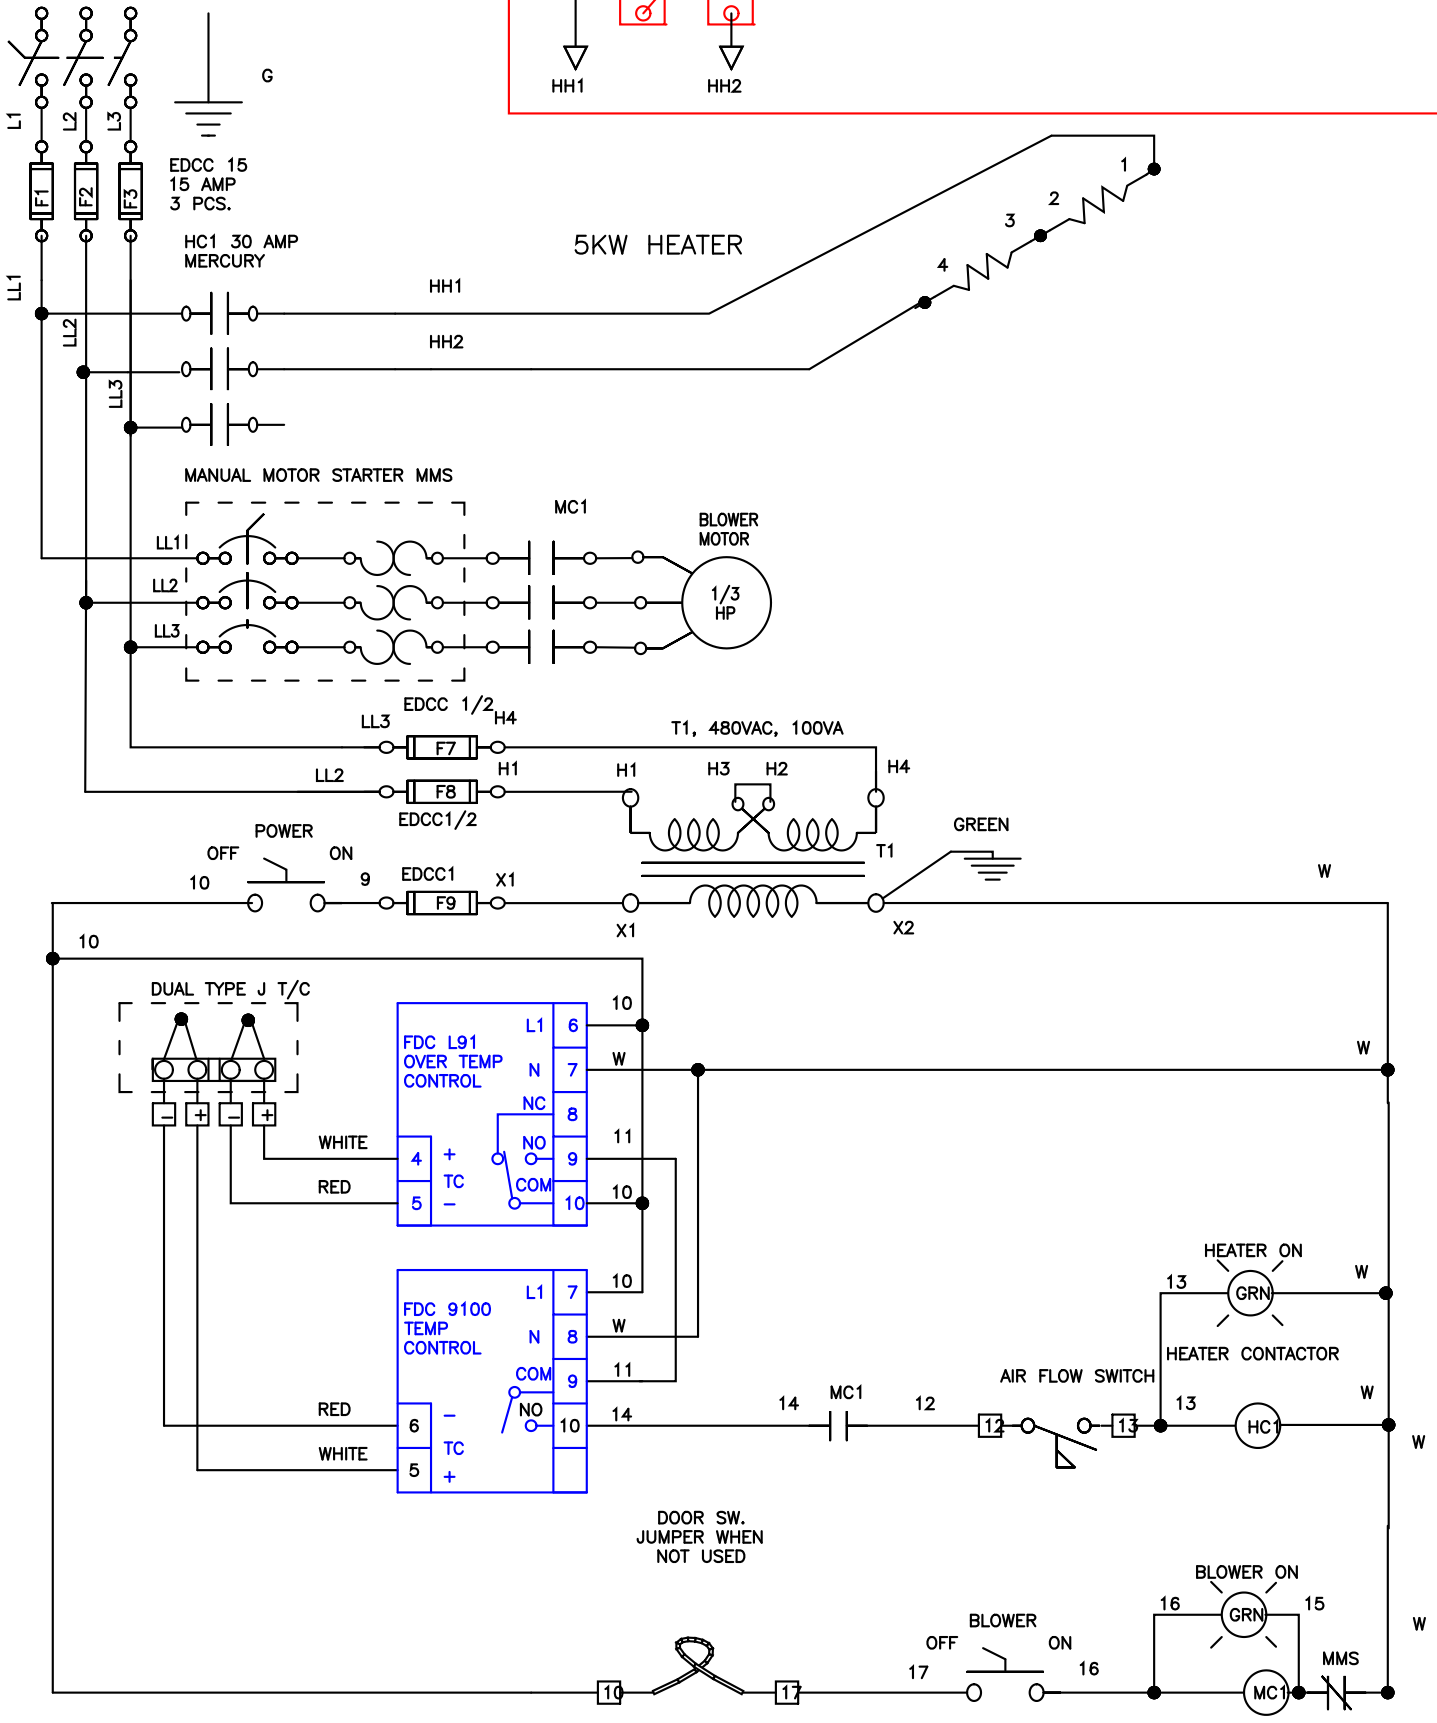 HH1
HH2
G
L1
L2
L3
EDCC 15
15 AMP
3 PCS.
F1
F2
F3
1
2
3
4
HC1 30 AMP
MERCURY
5KW HEATER
LL1
HH1
LL2
HH2
LL3
MANUAL MOTOR STARTER MMS
MC1
BLOWER
MOTOR
LL1
LL2
LL3
1/3
HP
EDCC 1/2
LL3
H4
F7
T1, 480VAC, 100VA
LL2
H1
F8
EDCC1/2
H1
H3
H2
H4
POWER
OFF
ON
10
9
EDCC1
X1
F9
T1
GREEN
X1
X2
W
10
DUAL TYPE J T/C
FDC L91
OVER TEMP
CONTROL
L1
6
10
N
7
W
W
NC
8
NO
9
11
COM
10
10
−
+
−
+
WHITE
4
+
TC
RED
5
−
FDC 9100
TEMP
CONTROL
L1
7
10
N
8
W
COM
9
11
NO
10
14
RED
6
−
TC
WHITE
5
+
HEATER ON
13
GRN
W
HEATER CONTACTOR
AIR FLOW SWITCH
14
MC1
12
12
13
13
HC1
W
W
DOOR SW.
JUMPER WHEN
NOT USED
BLOWER ON
16
GRN
15
W
BLOWER
OFF
ON
10
17
17
16
MC1
MMS